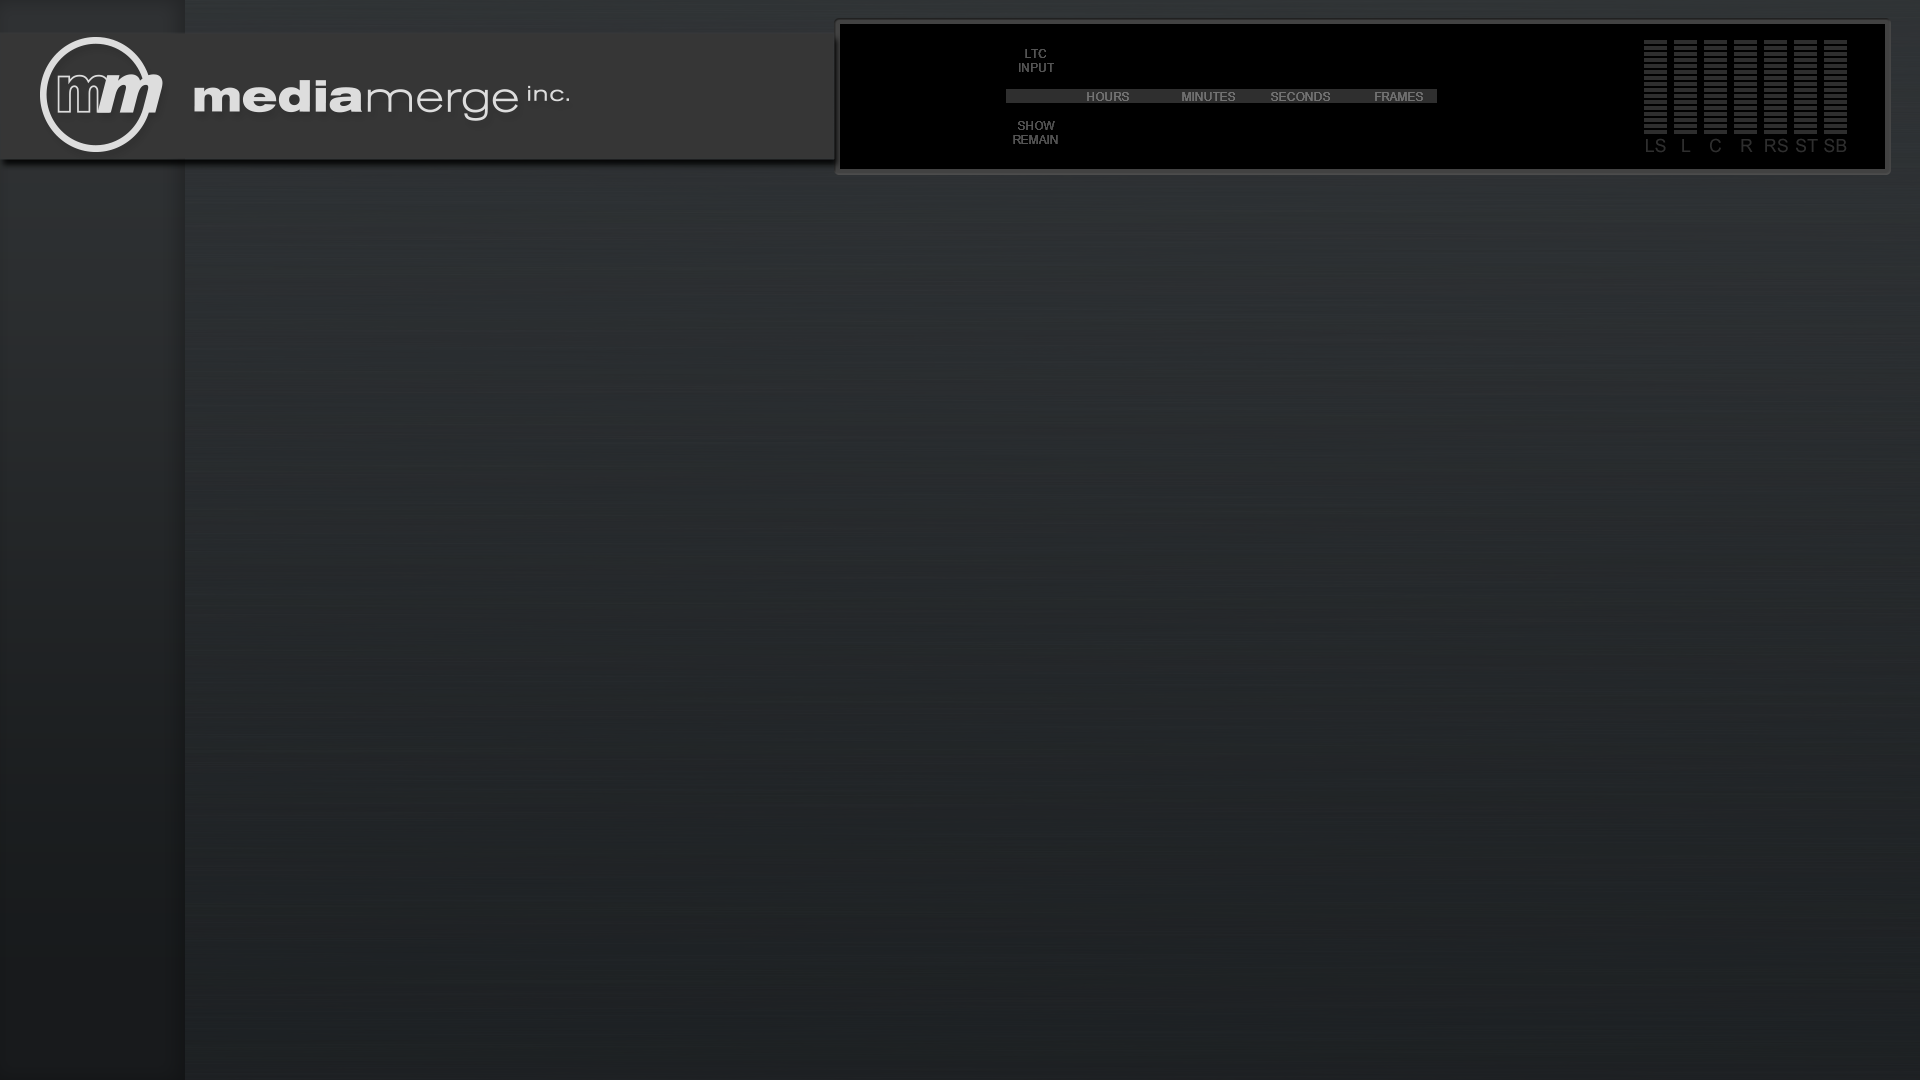 mm
mediamerge inc.
LTC
INPUT
HOURS MINUTES SECONDS FRAMES
SHOW
REMAIN
LS L C R RS ST SB